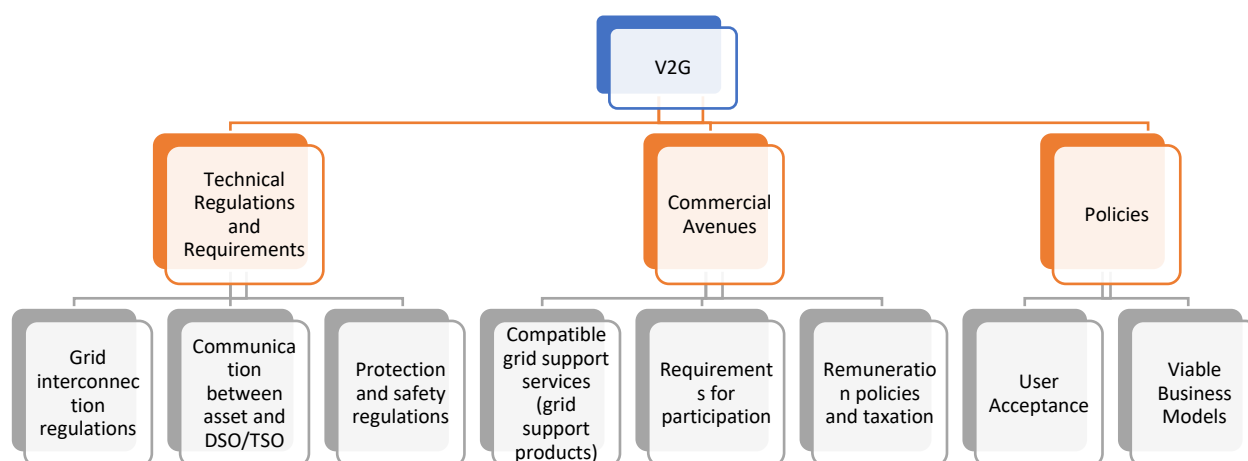 V2G
Technical
Regulations
and
Requirements
Commercial
Avenues
Policies
Grid
interconnec
tion
regulations
Communica
tion
between
asset and
DSO/TSO
Protection
and safety
regulations
Compatible
grid support
services
(grid
support
products)
Requirement
s for
participation
Remuneratio
n policies
and taxation
User
Acceptance
Viable
Business
Models